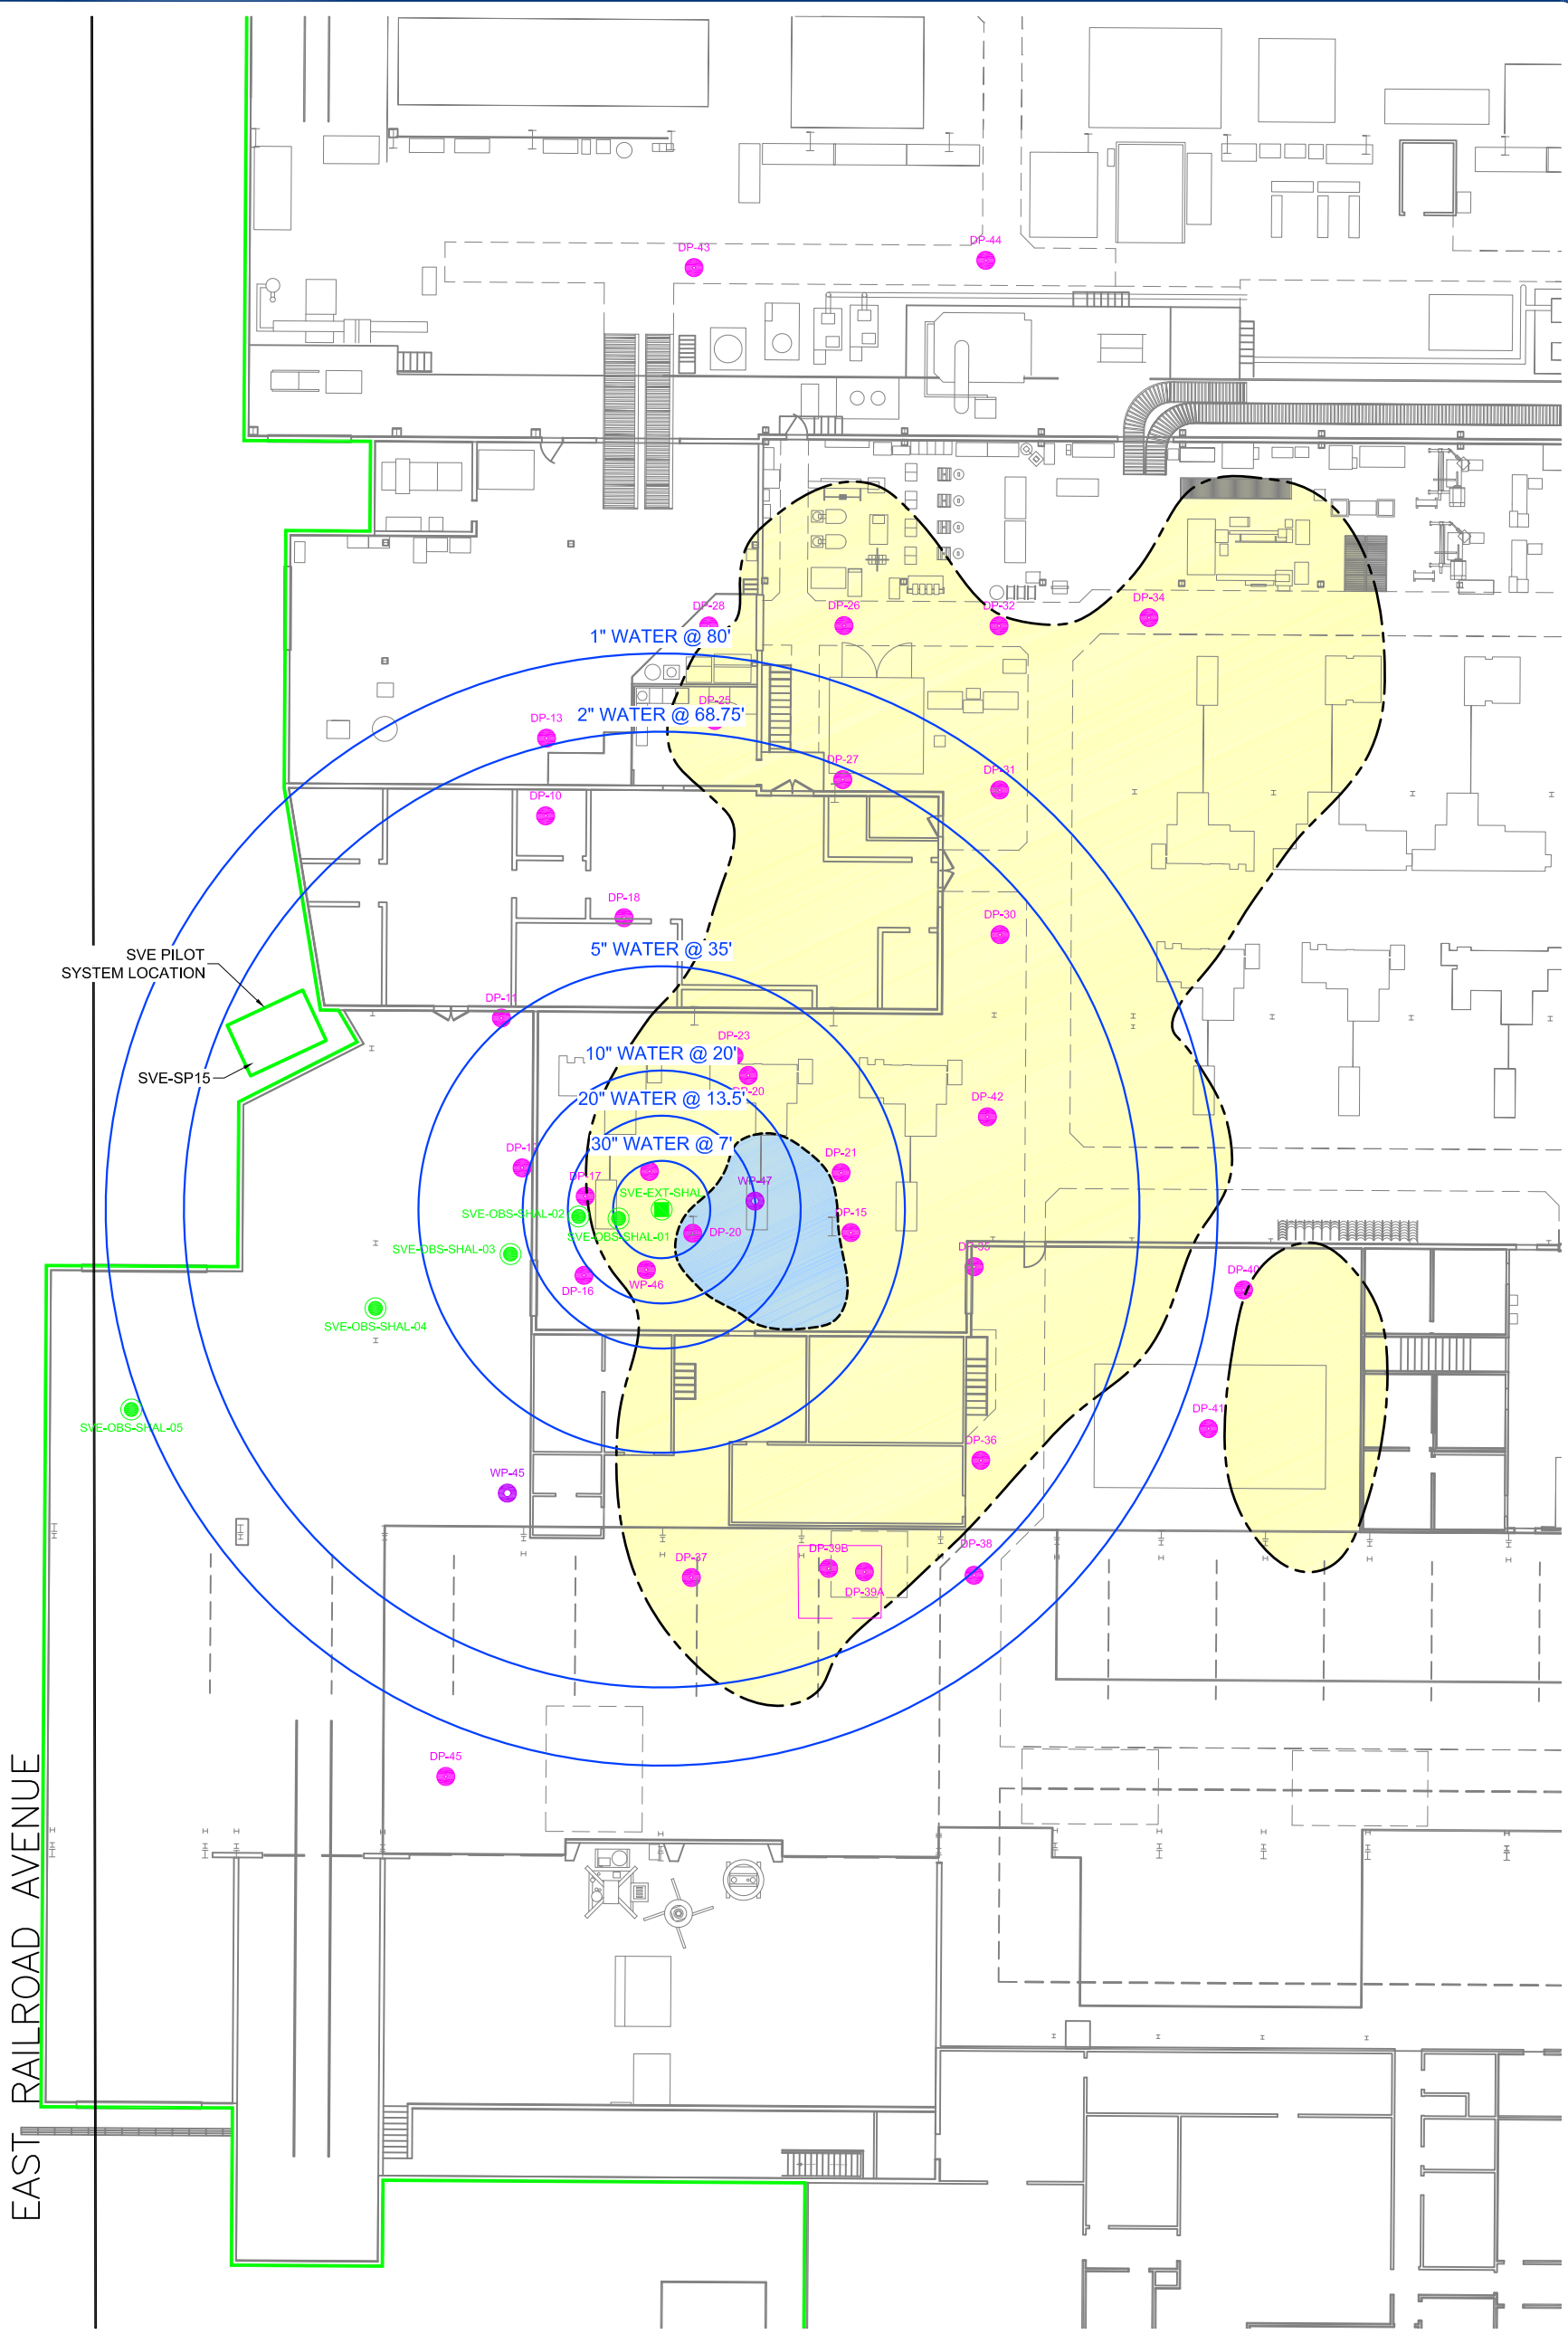 DP-43
DP-44
DP-28
DP-26
DP-32
DP-34
1" WATER @ 80'
DP-25
2" WATER @ 68.75'
DP-13
DP-27
DP-31
DP-10
DP-18
DP-30
SVE PILOT
SYSTEM LOCATION
5" WATER @ 35'
DP-11
DP-23
10" WATER @ 20'
SVE-SP15
DP-20
20" WATER @ 13.5'
DP-42
30" WATER @ 7'
DP-21
DP-17
WP-47
SVE-EXT-SHAL
SVE-OBS-SHAL-02
DP-15
DP-20
SVE-OBS-SHAL-01
SVE-OBS-SHAL-03
DP-35
DP-40
DP-16
WP-46
SVE-OBS-SHAL-04
DP-41
SVE-OBS-SHAL-05
DP-36
WP-45
DP-39B
DP-38
DP-37
DP-39A
DP-45
EAST RAILROAD AVENUE